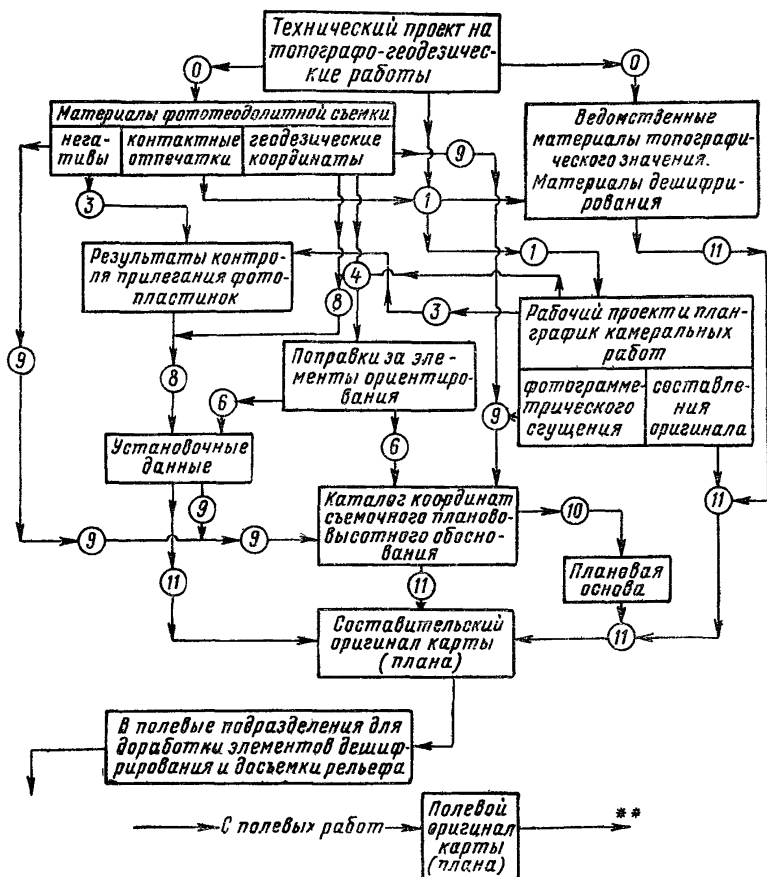 Технический проект на
топографо-геодезичес-
кие работы
0
0
Материалы фототеодолитной съемки
нега-
тивы
контактные
отпечатки
геодезические
координаты
Ведомственные
материалы топографи-
ческого значения.
Материалы дешифри-
рования
9
3
1
1
11
Результаты контро-
ля прилегания фото-
пластинок
4
8
3
Рабочий проект и план-
график камеральных
работ
фотограммe-
трического
сгущения
составле-
ния
оригинала
9
8
Поправки за эле-
менты ориентиро-
вания
6
9
6
Установочные
данные
11
9
Каталог координат
съемочного планово-
высотного обосно-
вания
10
9
9
11
11
Плановая
основа
Составительский
оригинал карты
(плана)
11
В полевые подразделения для
доработки элементов дешиф-
рирования и досъемки рельефа
С полевых работ
Полевой
оригинал
карты
(плана)
**